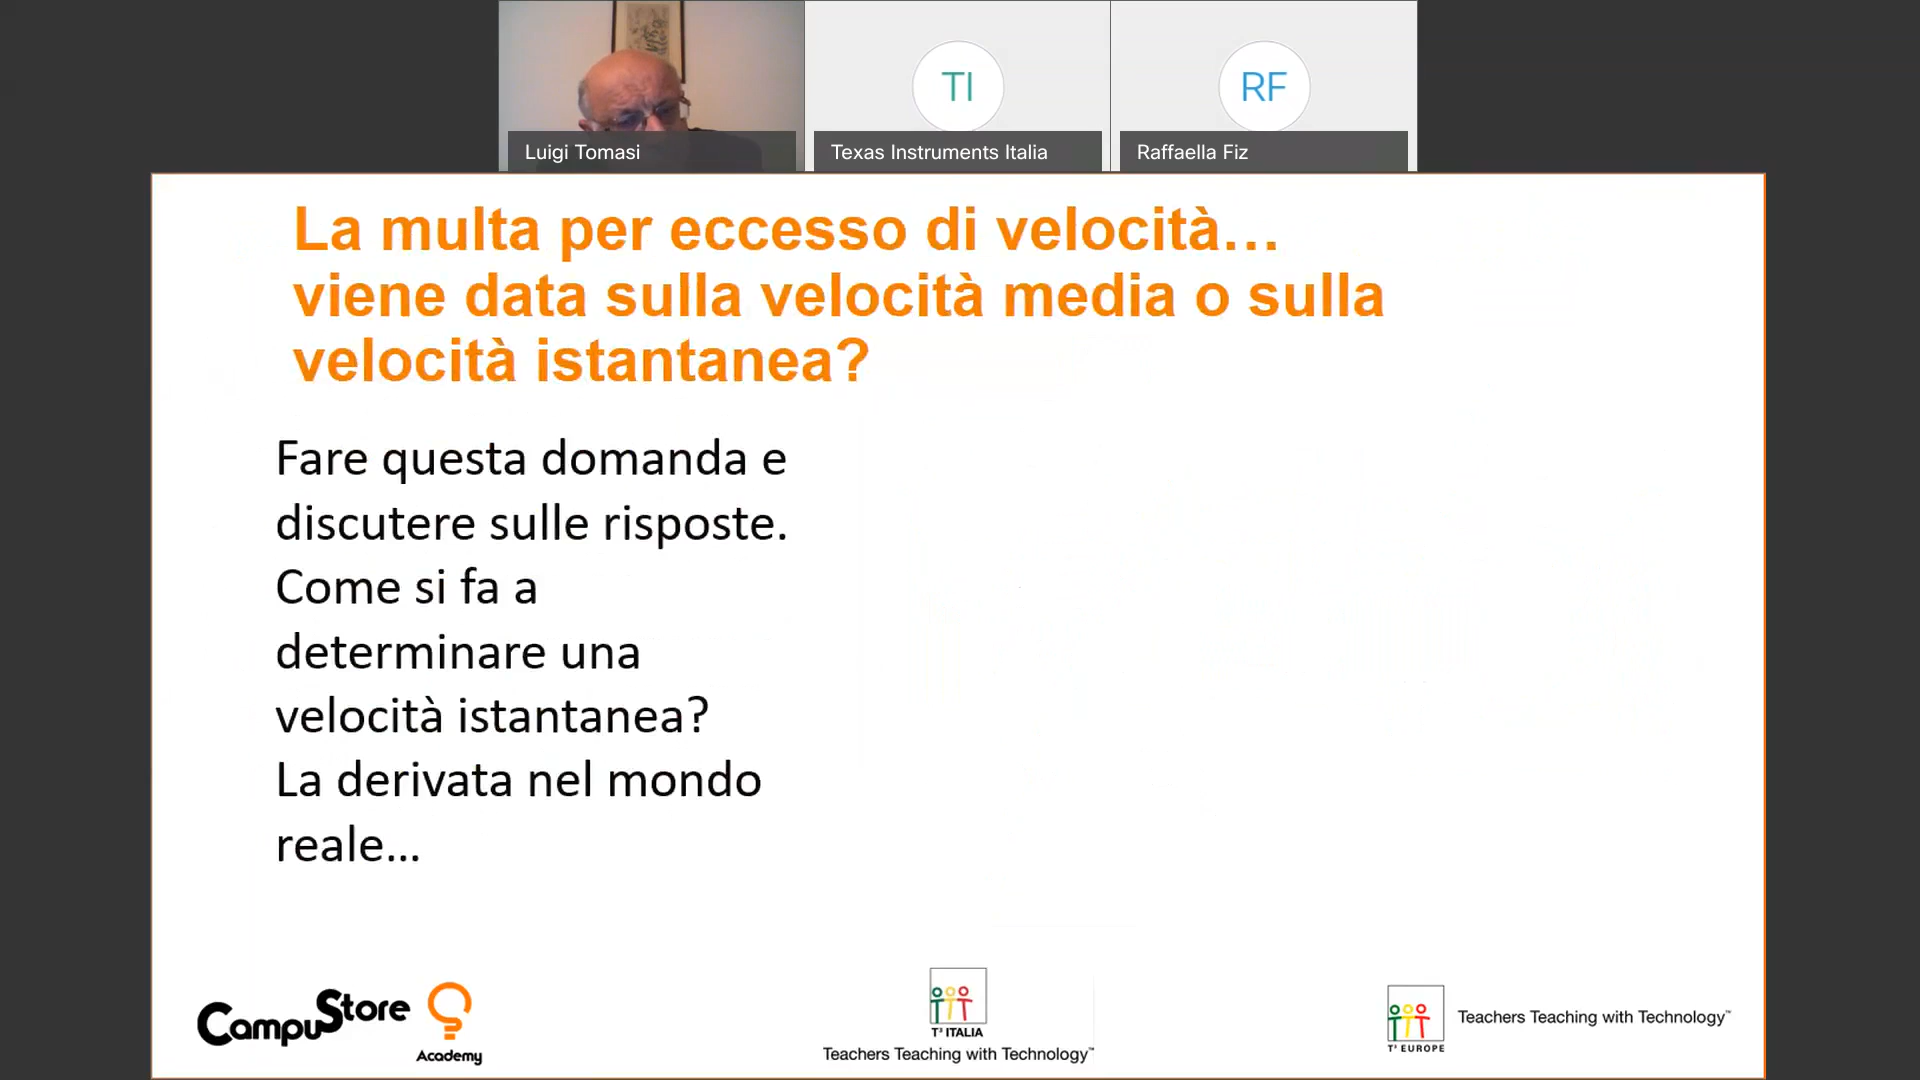 TI
RF
Luigi Tomasi
Texas Instruments Italia
Raffaella Fiz
La multa per eccesso di velocità...
viene data sulla velocità media o sulla
velocità istantanea?
Fare questa domanda e
discutere sulle risposte.
Come si fa a
determinare una
velocità istantanea?
La derivata nel mondo
reale...
CampuStore
Academy
T³ ITALIA
Teachers Teaching with Technology™
T³ EUROPE
Teachers Teaching with Technology™